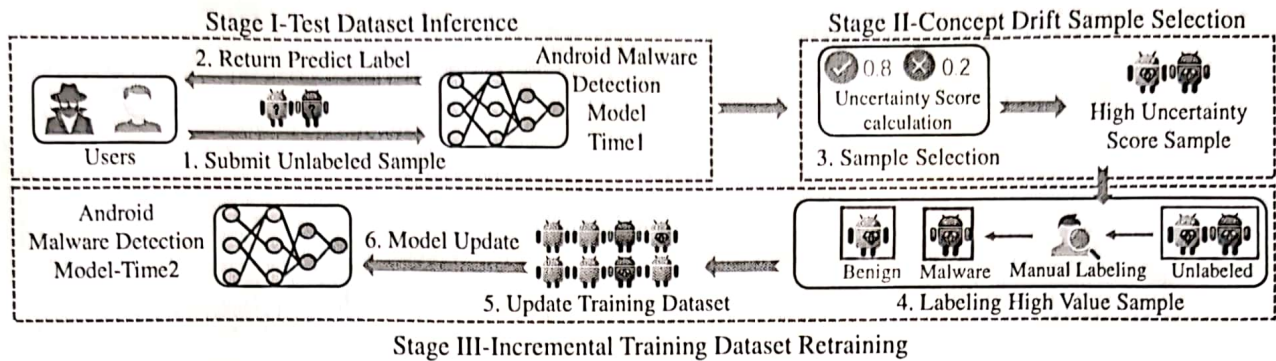 Stage I-Test Dataset Inference
2. Return Predict Label
Users
1. Submit Unlabeled Sample
Android Malware
Detection
Model
Time1
Stage II-Concept Drift Sample Selection
0.8 0.2
Uncertainty Score
calculation
3. Sample Selection
High Uncertainty
Score Sample
Benign Malware Manual Labeling Unlabeled
4. Labeling High Value Sample
5. Update Training Dataset
6. Model Update
Android
Malware Detection
Model-Time2
Stage III-Incremental Training Dataset Retraining